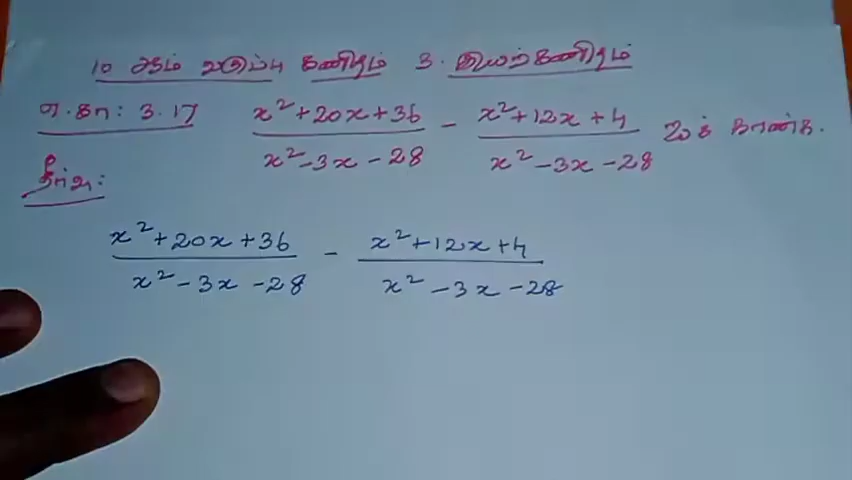 10 ஆம் வகுப்பு கணிதம் 3. இயற்கணிதம்
எ.கா: 3.17 (x²+20x+36)/(x²-3x-28) - (x²+12x+4)/(x²-3x-28) ஐக் காண்க.
தீர்வு:
(x²+20x+36)/(x²-3x-28) - (x²+12x+4)/(x²-3x-28)